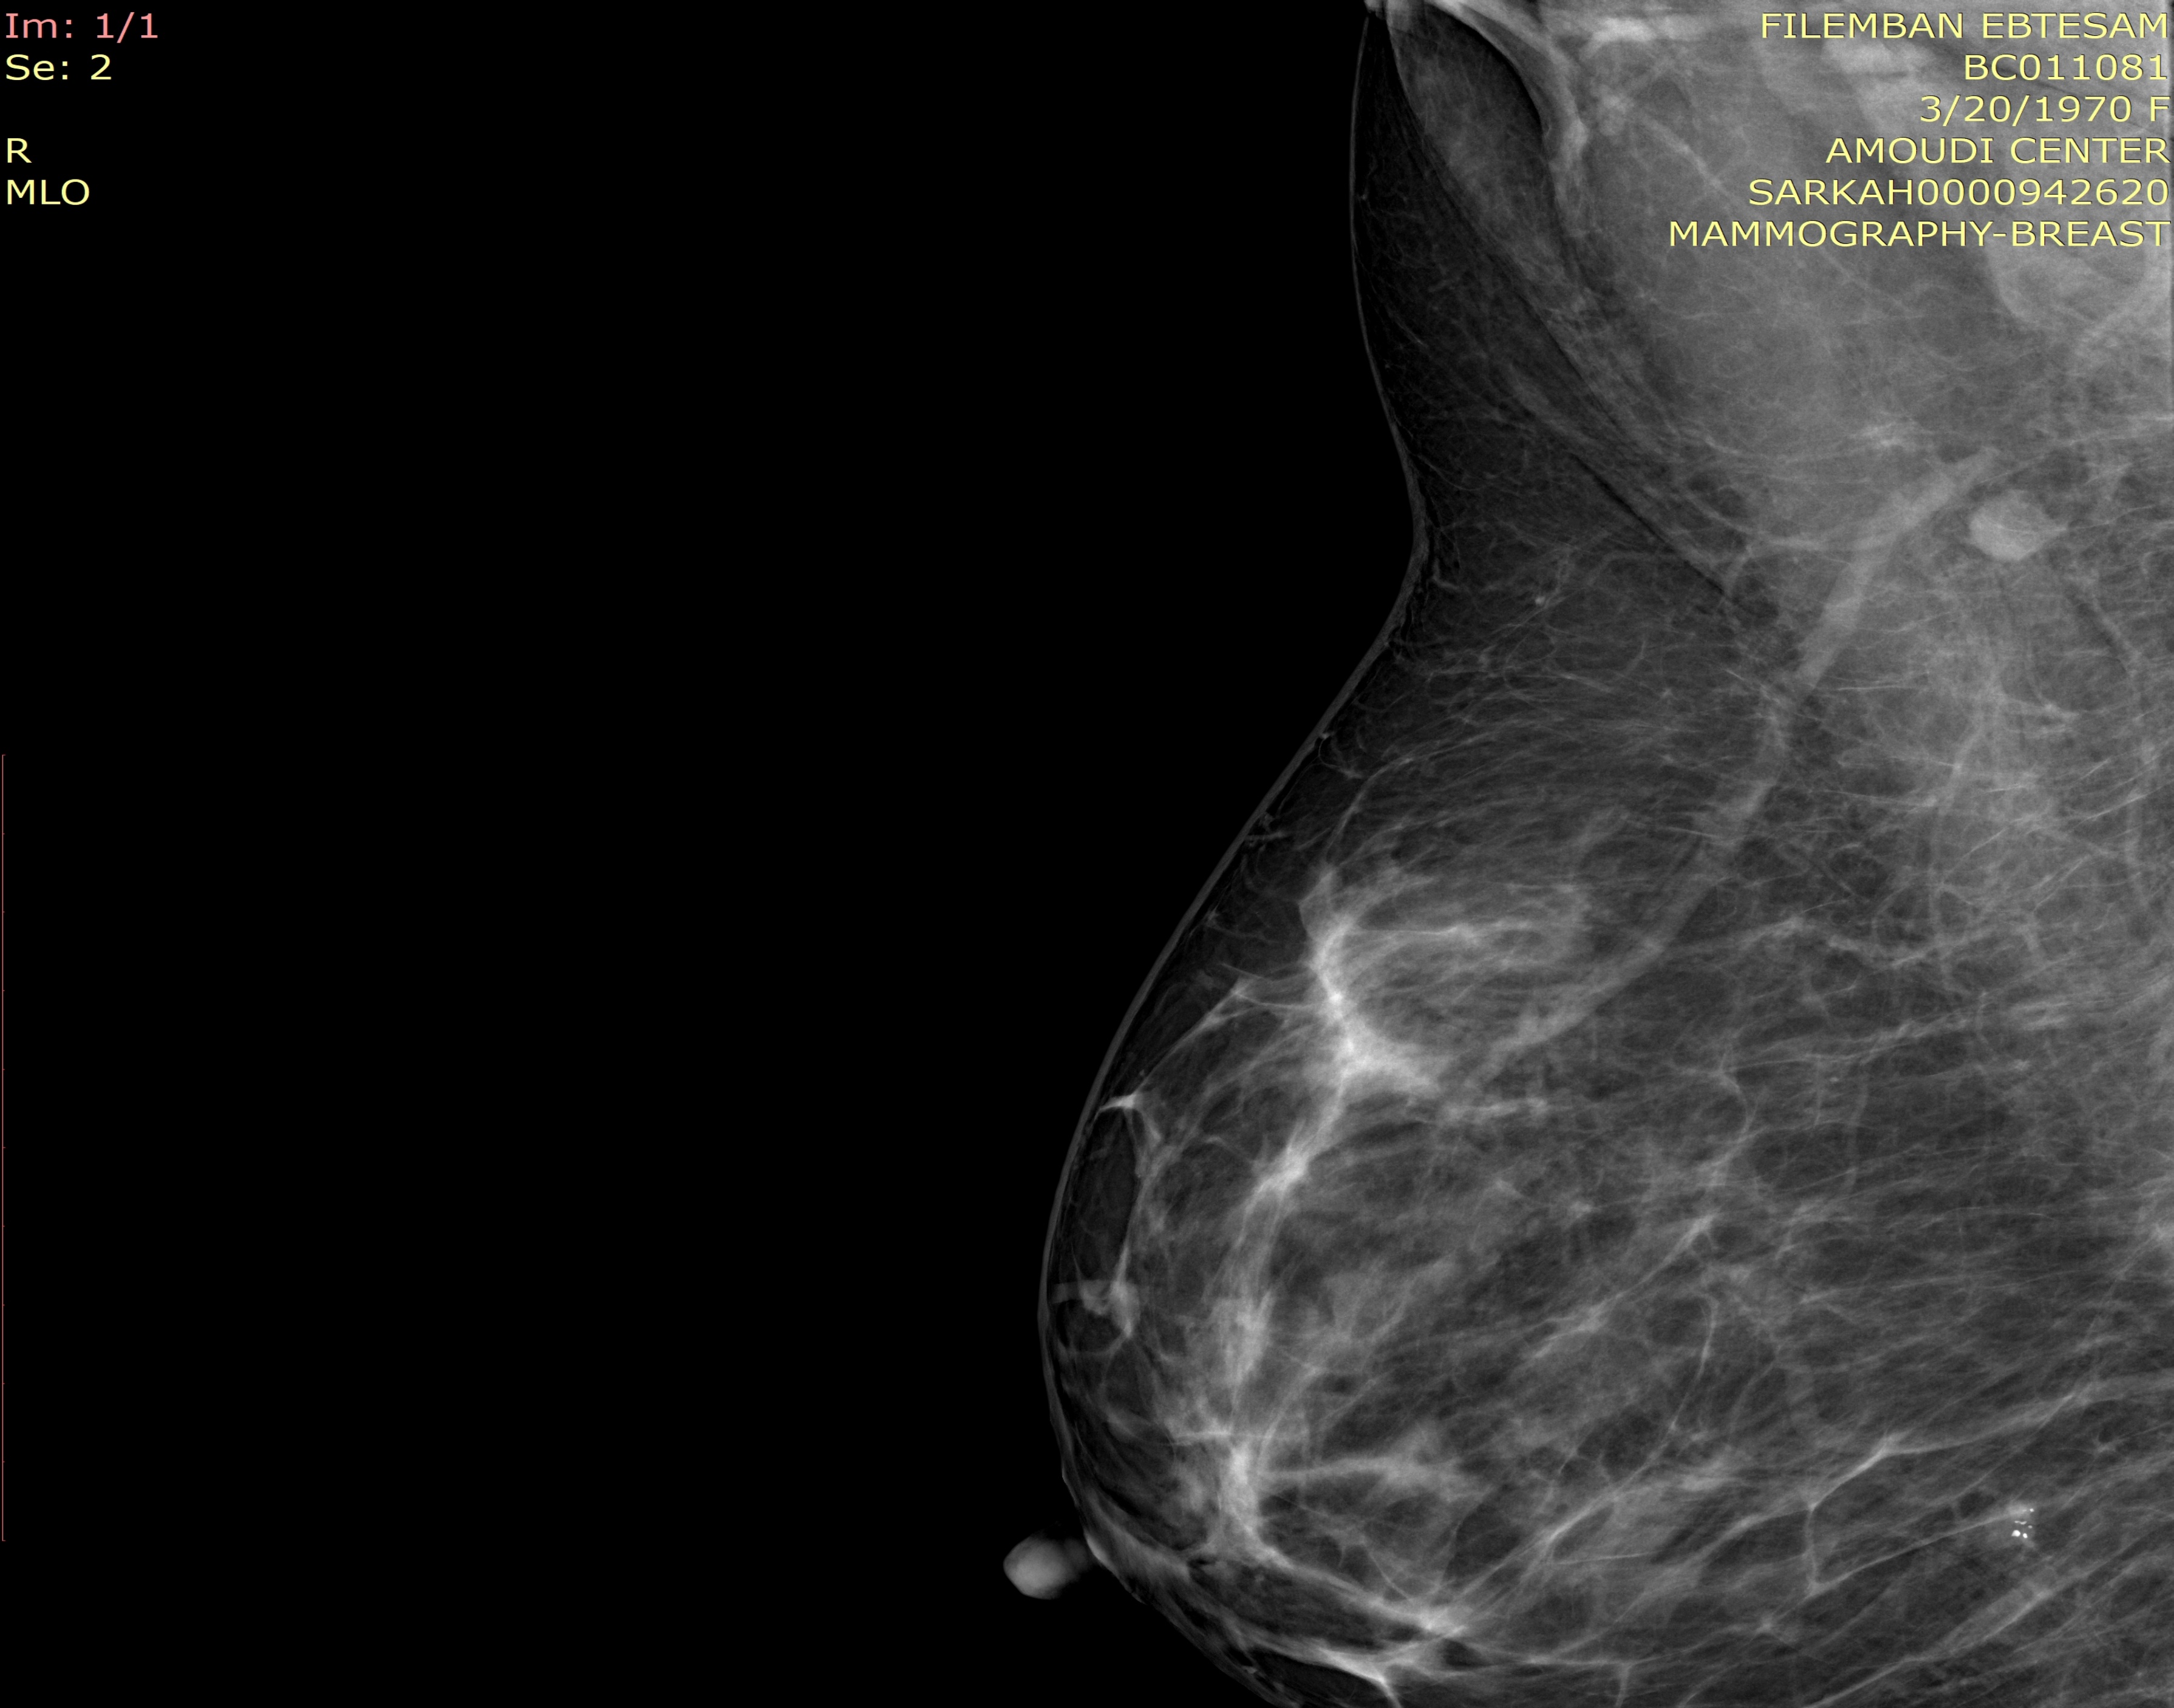 Im: 1/1
Se: 2
R
MLO
FILEMBAN EBTESAM
BC011081
3/20/1970 F
AMOUDI CENTER
SARKAH0000942620
MAMMOGRAPHY-BREAST